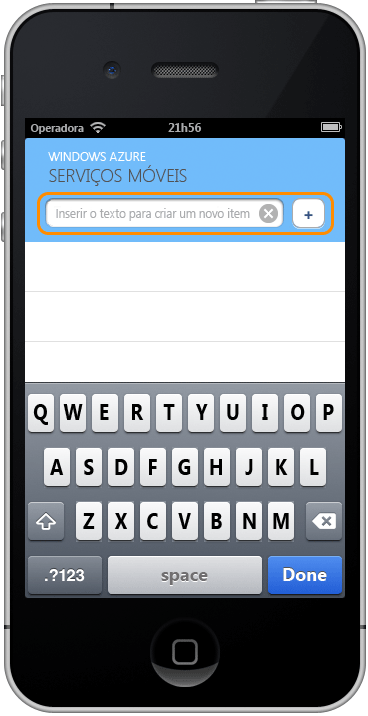 Operadora 21h56
WINDOWS AZURE
SERVIÇOS MÓVEIS
Inserir o texto para criar um novo item +
Q W E R T Y U I O P
A S D F G H J K L
Z X C V B N M
.?123 space Done